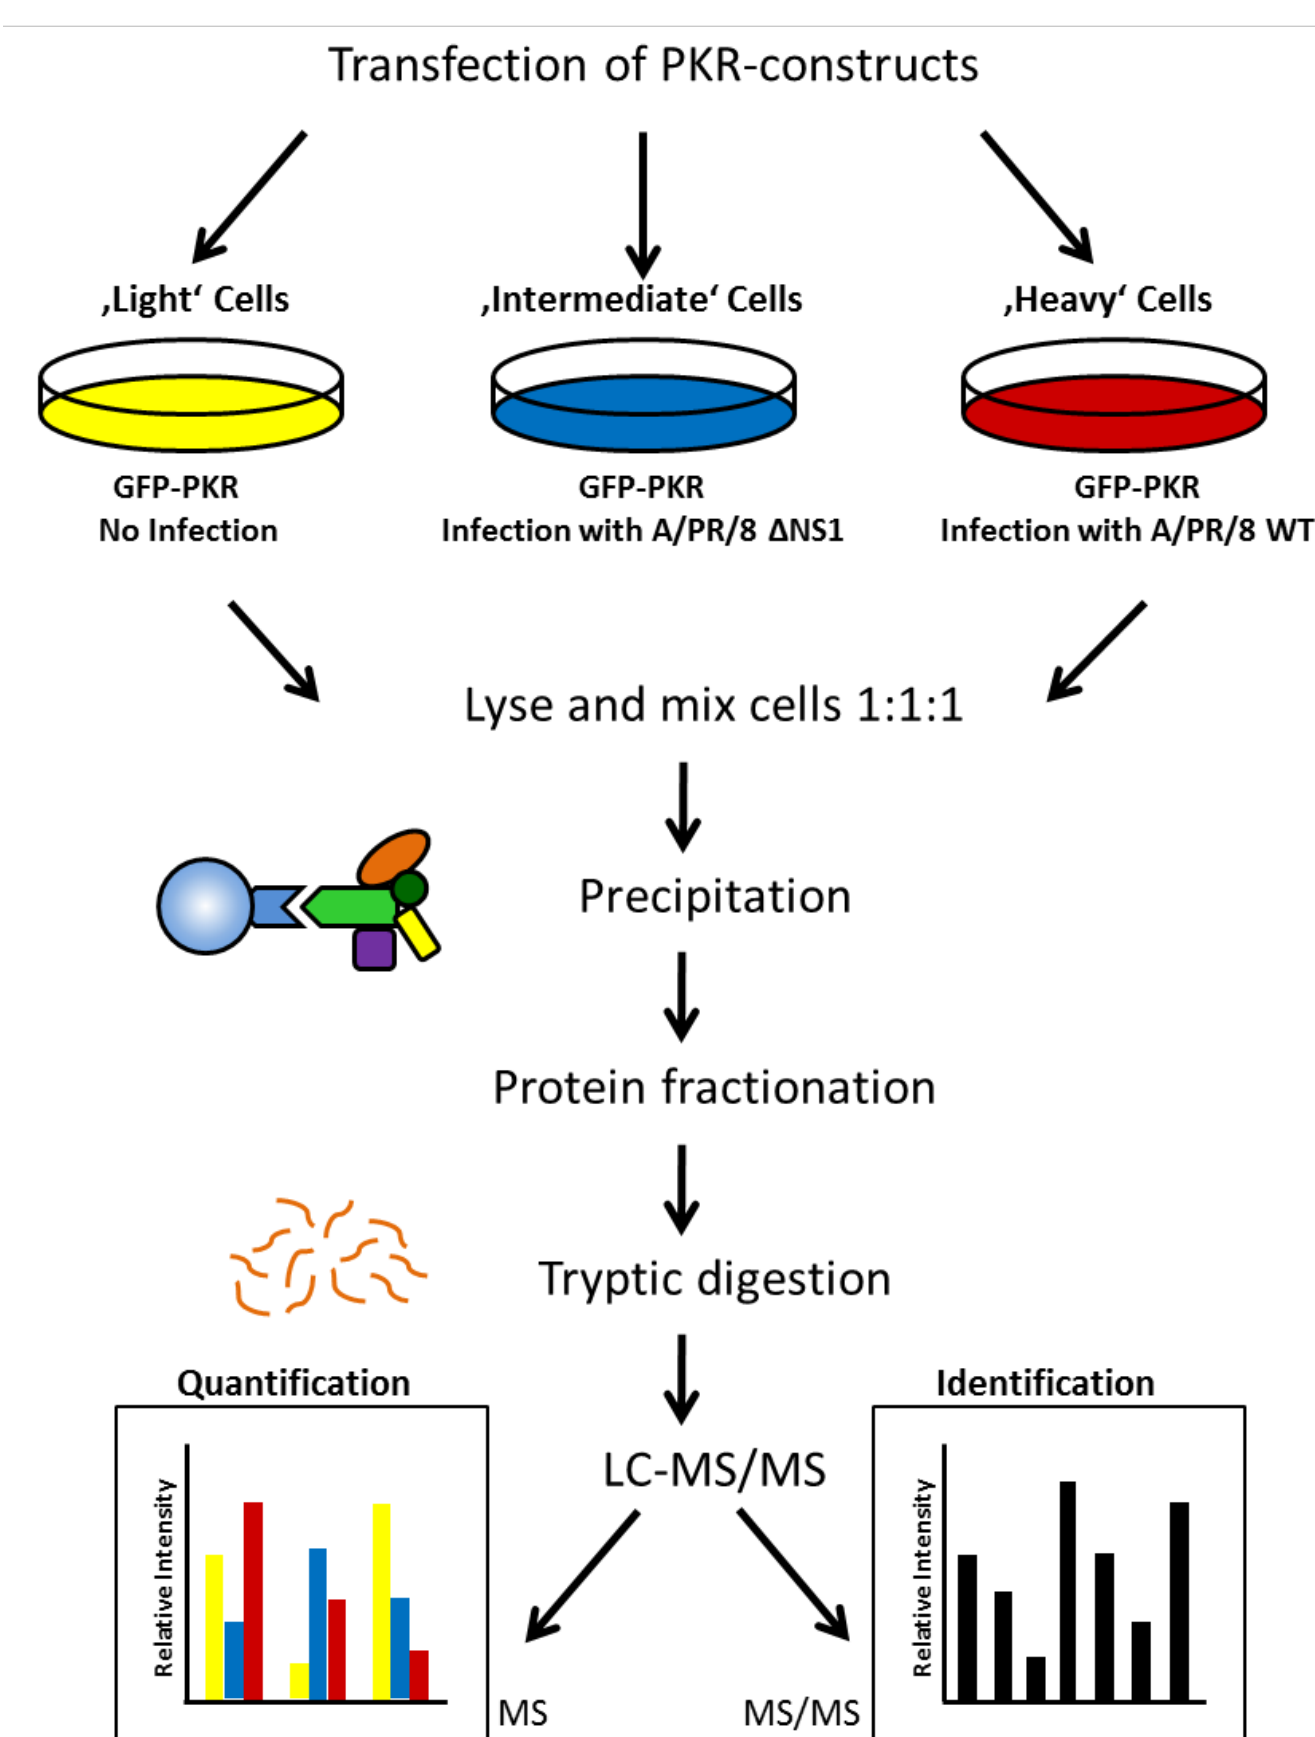 Transfection of PKR-constructs
‚Light‘ Cells
‚Intermediate‘ Cells
‚Heavy‘ Cells
GFP-PKR
No Infection
GFP-PKR
Infection with A/PR/8 ΔNS1
GFP-PKR
Infection with A/PR/8 WT
Lyse and mix cells 1:1:1
Precipitation
Protein fractionation
Tryptic digestion
Quantification
Identification
LC-MS/MS
Relative Intensity
Relative Intensity
MS
MS/MS